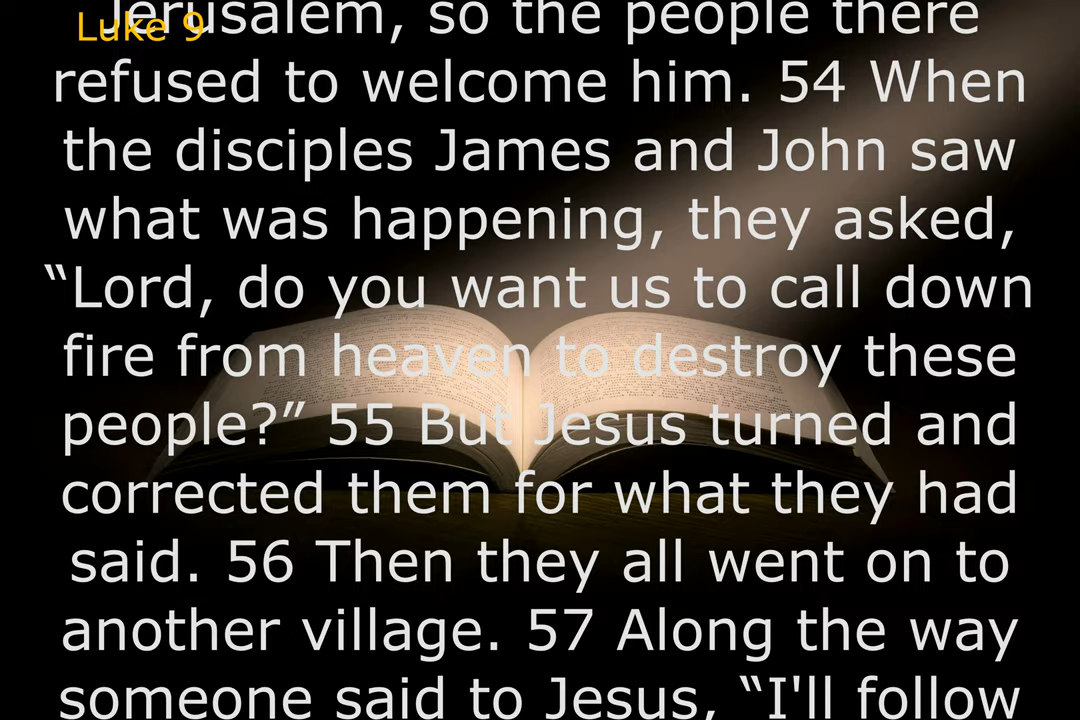 Luke 9
Jerusalem, so the people there
refused to welcome him. 54 When
the disciples James and John saw
what was happening, they asked,
“Lord, do you want us to call down
fire from heaven to destroy these
people?” 55 But Jesus turned and
corrected them for what they had
said. 56 Then they all went on to
another village. 57 Along the way
someone said to Jesus, “I'll follow